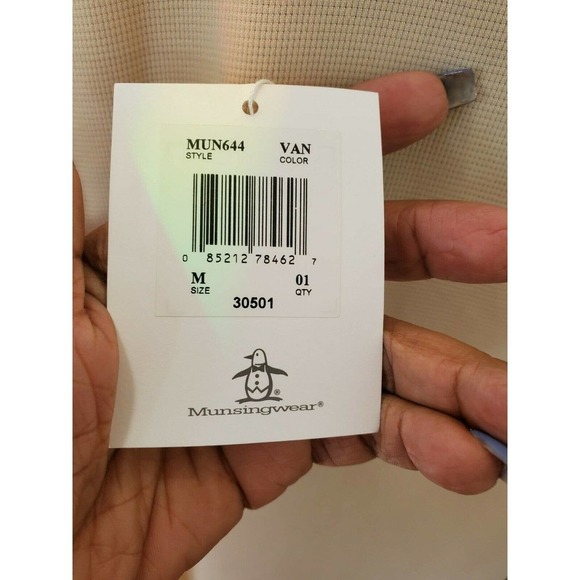 MUN644 VAN
STYLE COLOR
0 85212 78462 7
M 01
SIZE QTY
30501
Munsingwear®